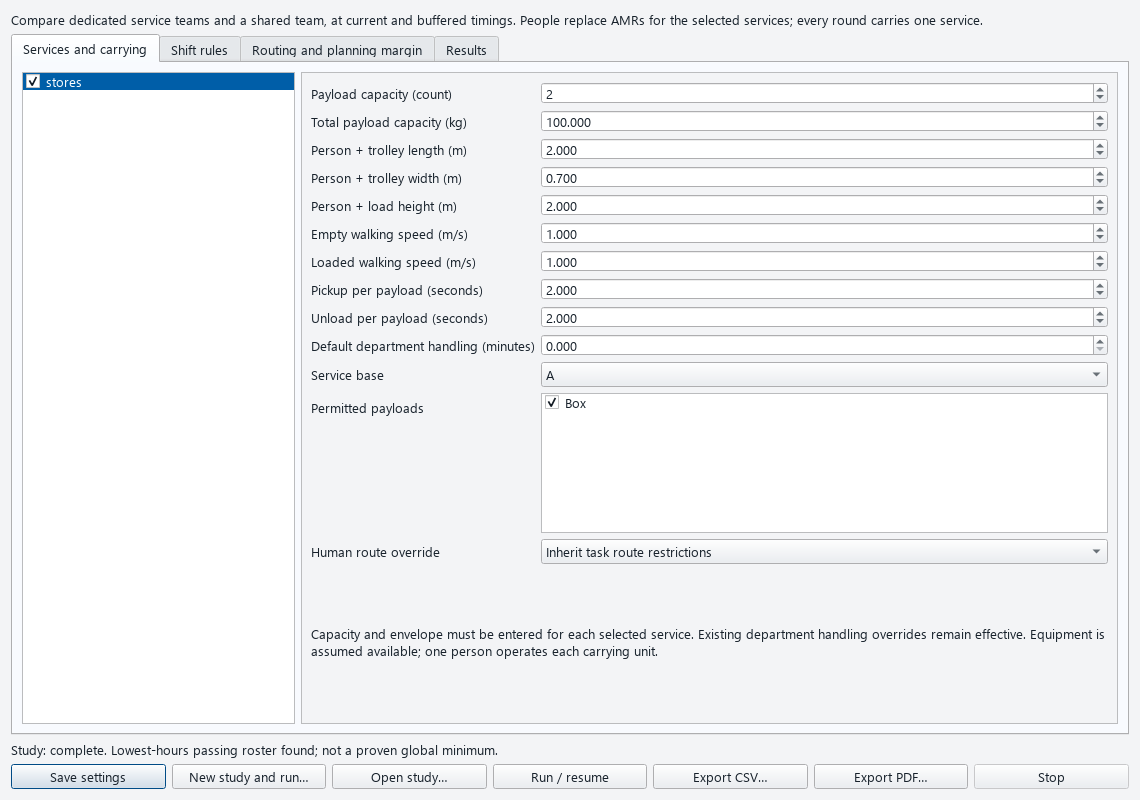 Compare dedicated service teams and a shared team, at current and buffered timings. People replace AMRs for the selected services; every round carries one service.
Services and carrying
Shift rules
Routing and planning margin
Results
stores
Payload capacity (count)
2
Total payload capacity (kg)
100.000
Person + trolley length (m)
2.000
Person + trolley width (m)
0.700
Person + load height (m)
2.000
Empty walking speed (m/s)
1.000
Loaded walking speed (m/s)
1.000
Pickup per payload (seconds)
2.000
Unload per payload (seconds)
2.000
Default department handling (minutes)
0.000
Service base
A
Permitted payloads
Box
Human route override
Inherit task route restrictions
Capacity and envelope must be entered for each selected service. Existing department handling overrides remain effective. Equipment is
assumed available; one person operates each carrying unit.
Study: complete. Lowest-hours passing roster found; not a proven global minimum.
Save settings
New study and run...
Open study...
Run / resume
Export CSV...
Export PDF...
Stop